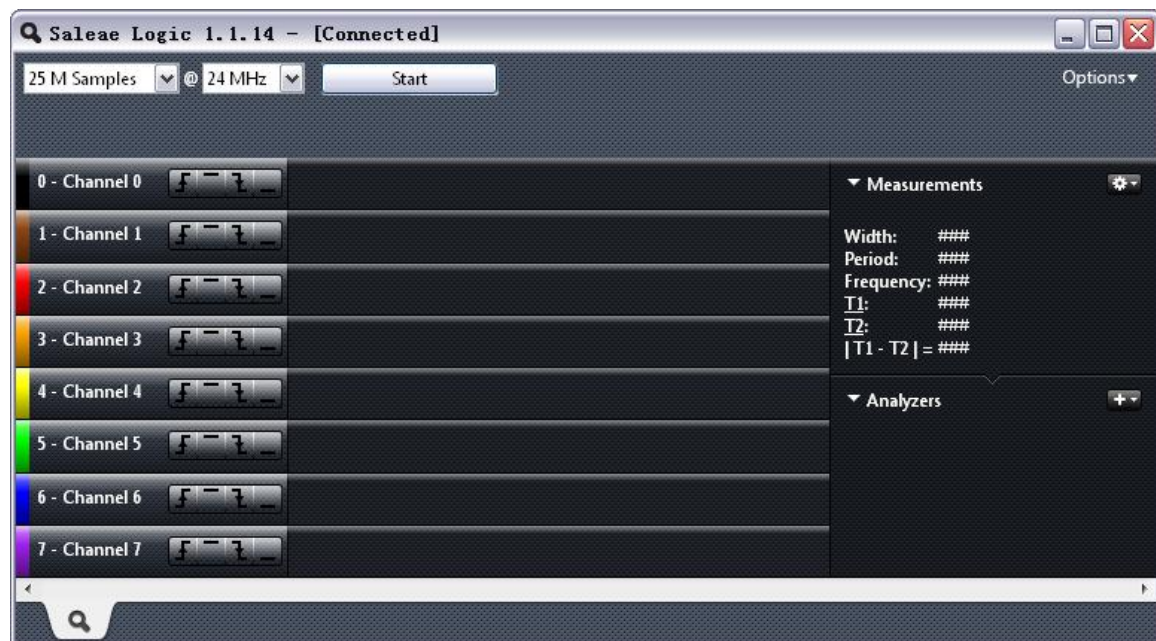 Saleae Logic 1.1.14 - [Connected]
25 M Samples @ 24 MHz Start Options
0 - Channel 0
1 - Channel 1
2 - Channel 2
3 - Channel 3
4 - Channel 4
5 - Channel 5
6 - Channel 6
7 - Channel 7
Measurements
Width: ###
Period: ###
Frequency: ###
T1: ###
T2: ###
| T1 - T2 | = ###
Analyzers